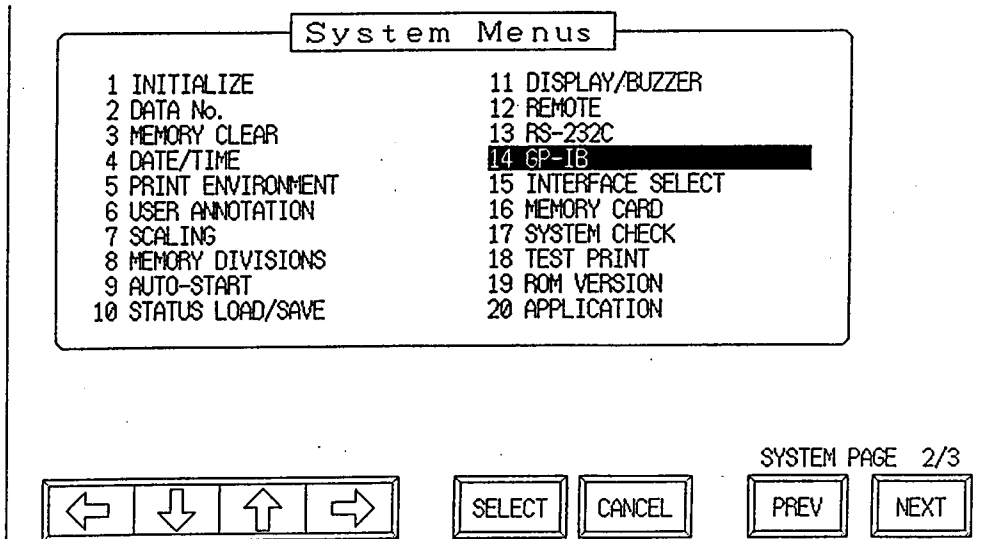 System Menus
1 INITIALIZE
2 DATA No.
3 MEMORY CLEAR
4 DATE/TIME
5 PRINT ENVIRONMENT
6 USER ANNOTATION
7 SCALING
8 MEMORY DIVISIONS
9 AUTO-START
10 STATUS LOAD/SAVE
11 DISPLAY/BUZZER
12 REMOTE
13 RS-232C
14 GP-IB
15 INTERFACE SELECT
16 MEMORY CARD
17 SYSTEM CHECK
18 TEST PRINT
19 ROM VERSION
20 APPLICATION
SYSTEM PAGE 2/3
SELECT CANCEL PREV NEXT